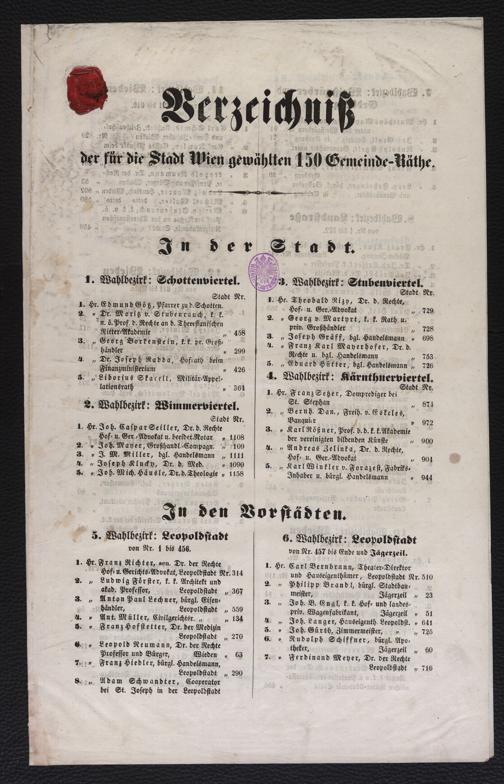 Verzeichniß
der für die Stadt Wien gewählten 150 Gemeinde-Räthe.
In der Stadt.
1. Wahlbezirk: Schottenviertel.
Stadt Nr.
1. Hr. Edmund Götz, Pfarrer zu d. Schotten.
2. „ Dr. Moritz v. Stubenrauch, k. k.
n. ö. Prof. d. Rechte an d. Theresianischen
Ritter-Akademie „ 458
3. „ Georg Borkenstein, k. k. pr. Groß-
händler „ 299
4. „ Dr. Joseph Radda, Hofrath beim
Finanzministerium „ 426
5. „ Liborius Skarell, Militär-Appel-
lationsrath „ 361
2. Wahlbezirk: Wimmerviertel.
Stadt Nr.
1. Hr. Joh. Caspar Seiller, Dr. d. Rechte
Hof- u. Ger.-Advokat u. beeidet. Notar „ 1108
2. „ Joh. Mayer, Großhandl.-Compagn. „ 109
3. „ J. M. Miller, bgl. Handelsmann „ 1111
4. „ Joseph Klucky, Dr. d. Med. „ 1099
5. „ Joh. Mich. Häusle, Dr. d. Theologie „ 1158
3. Wahlbezirk: Stubenviertel.
Stadt Nr.
1. Hr. Theobald Rizy, Dr. d. Rechte,
Hof- u. Ger.-Advokat „ 729
2. „ Georg v. Martyrt, k. k. Rath u.
priv. Großhändler „ 728
3. „ Joseph Gräff, bgl. Handelsmann „ 698
4. „ Franz Karl Mayerhofer, Dr. d.
Rechte u. bgl. Handelsmann „ 753
5. „ Eduard Hütter, bgl. Handelsmann „ 726
4. Wahlbezirk: Kärnthnerviertel.
Stadt Nr.
1. Hr. Franz Seyer, Domprediger bei
St. Stephan „ 874
2. „ Bernh. Dan., Freih. v. Eskeles,
Banquier „ 972
3. „ Karl Rößner, Prof. d. k. k. Akademie
der vereinigten bildenden Künste „ 900
4. „ Andreas Zelinka, Dr. d. Rechte,
Hof- u. Ger.-Advokat „ 904
5. „ Karl Winkler v. Forazest, Fabriks-
Inhaber u. bürgl. Handelsmann „ 944
In den Vorstädten.
5. Wahlbezirk: Leopoldstadt
von Nr. 1 bis 456.
1. Hr. Franz Richter, sen. Dr. der Rechte
Hof- u. Gerichts-Advokat, Leopoldstadt Nr. 314
2. „ Ludwig Förster, k. k. Architekt und
akad. Professor, Leopoldstadt „ 367
3. „ Anton Paul Lechner, bürgl. Eisen-
händler, Leopoldstadt „ 559
4. „ Ant. Müller, Civilgerichtsr. „ „ 134
5. „ Franz Hofstetter, Dr. der Medizin
Leopoldstadt „ 270
6. „ Leopold Neumann, Dr. der Rechte
Professor und Bürger, Wieden „ 63
7. „ Franz Hiedler, bürgl. Handelsmann,
Leopoldstadt „ 290
8. „ Adam Schwandter, Cooperator
bei St. Joseph in der Leopoldstadt
6. Wahlbezirk: Leopoldstadt
von Nr. 457 bis Ende und Jägerzeil.
1. Hr. Carl Bernbrunn, Theater-Direktor
und Hauseigenthümer, Leopoldstadt Nr. 510
2. „ Philipp Brandl, bürgl. Stadtbau-
meister, Jägerzeil „ 23
3. „ Joh. B. Engl, k. k. Hof- und landes-
priv. Wagenfabrikant, Jägerzeil „ 51
4. „ Joh. Langer, Hauseigenth. Leopoldst. „ 641
5. „ Joh. Gürth, Zimmermeister, „ „ 725
6. „ Rudolph Schiffner, bürgl. Apo-
theker, Jägerzeil „ 60
7. „ Ferdinand Meyer, Dr. der Rechte
Leopoldstadt „ 716